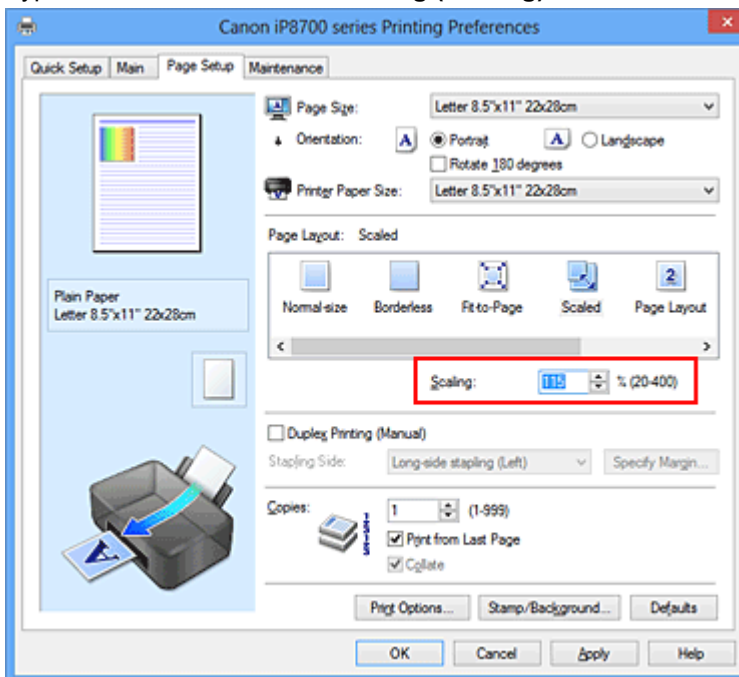 Canon iP8700 series Printing Preferences
Quick Setup Main Page Setup Maintenance
Page Size: Letter 8.5"x11" 22x28cm
Orientation: A Portrait A Landscape
Rotate 180 degrees
Printer Paper Size: Letter 8.5"x11" 22x28cm
Page Layout: Scaled
Normal-size Borderless Fit-to-Page Scaled 2 Page Layout
Plain Paper
Letter 8.5"x11" 22x28cm
Scaling: 115 % (20-400)
Duplex Printing (Manual)
Stapling Side: Long-side stapling (Left) Specify Margin...
Copies: 1 (1-999)
Print from Last Page
Collate
A
Print Options... Stamp/Background... Defaults
OK Cancel Apply Help